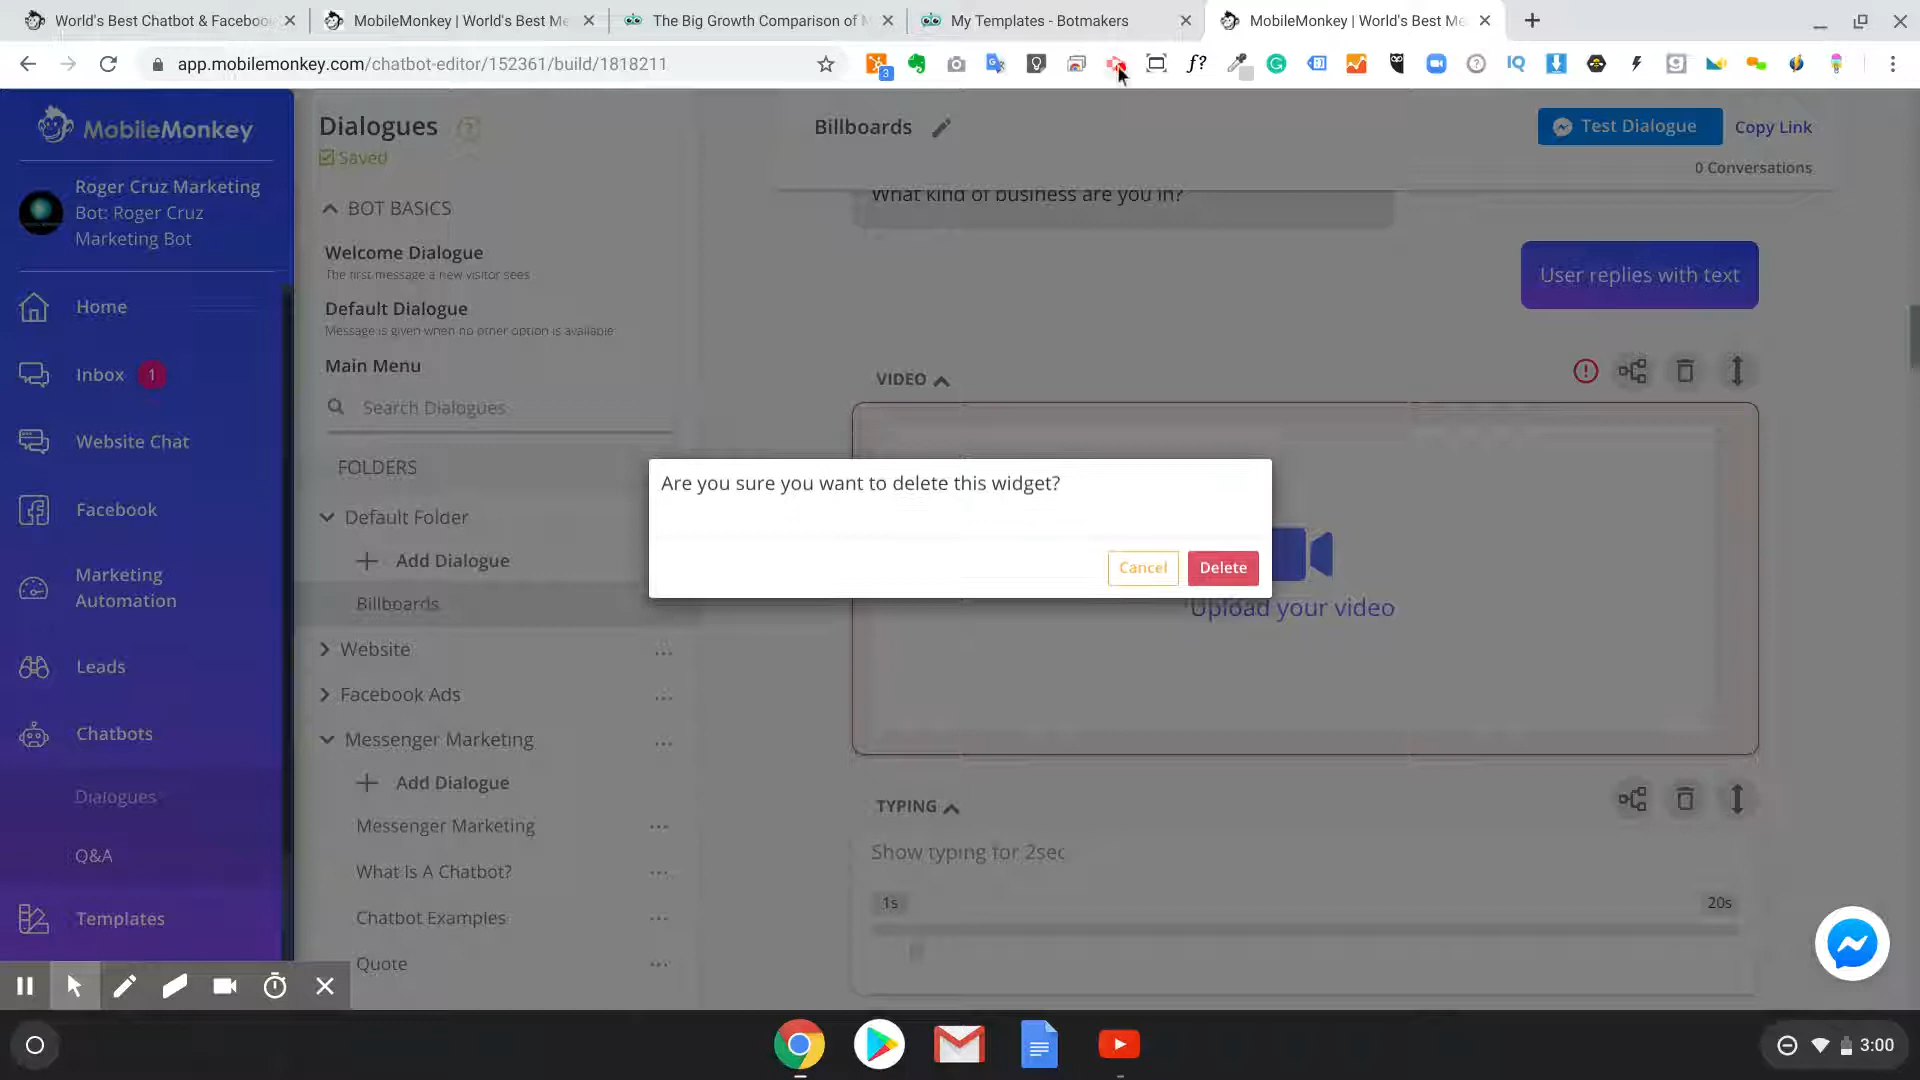 World's Best Chatbot & Faceboo
MobileMonkey | World's Best Me
The Big Growth Comparison of M
My Templates - Botmakers
MobileMonkey | World's Best Me
app.mobilemonkey.com/chatbot-editor/152361/build/1818211
3
f?
IQ
MobileMonkey
Roger Cruz Marketing
Bot: Roger Cruz
Marketing Bot
Home
Inbox 1
Website Chat
Facebook
Marketing
Automation
Leads
Chatbots
Dialogues
Q&A
Templates
Dialogues ?
Saved
BOT BASICS
Welcome Dialogue
The first message a new visitor sees
Default Dialogue
Message is given when no other option is available
Main Menu
Search Dialogues
FOLDERS
Default Folder
Add Dialogue
Billboards
Website ...
Facebook Ads ...
Messenger Marketing ...
Add Dialogue
Messenger Marketing ...
What Is A Chatbot? ...
Chatbot Examples ...
Quote ...
Billboards
Test Dialogue
Copy Link
0 Conversations
What kind of business are you in?
User replies with text
VIDEO
Are you sure you want to delete this widget?
Cancel
Delete
Upload your video
TYPING
Show typing for 2sec
1s
20s
3:00